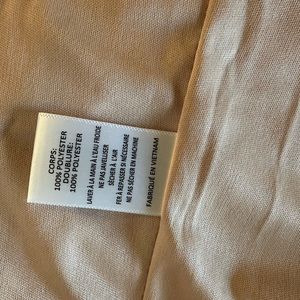 CORPS:
100% POLYESTER
DOUBLURE:
100% POLYESTER
LAVER À LA MAIN À L'EAU FROIDE
NE PAS JAVELLISER
SÉCHER À L'AIR
FER À REPASSER SI NÉCESSAIRE
NE PAS SÉCHER EN MACHINE
FABRIQUÉ EN VIETNAM